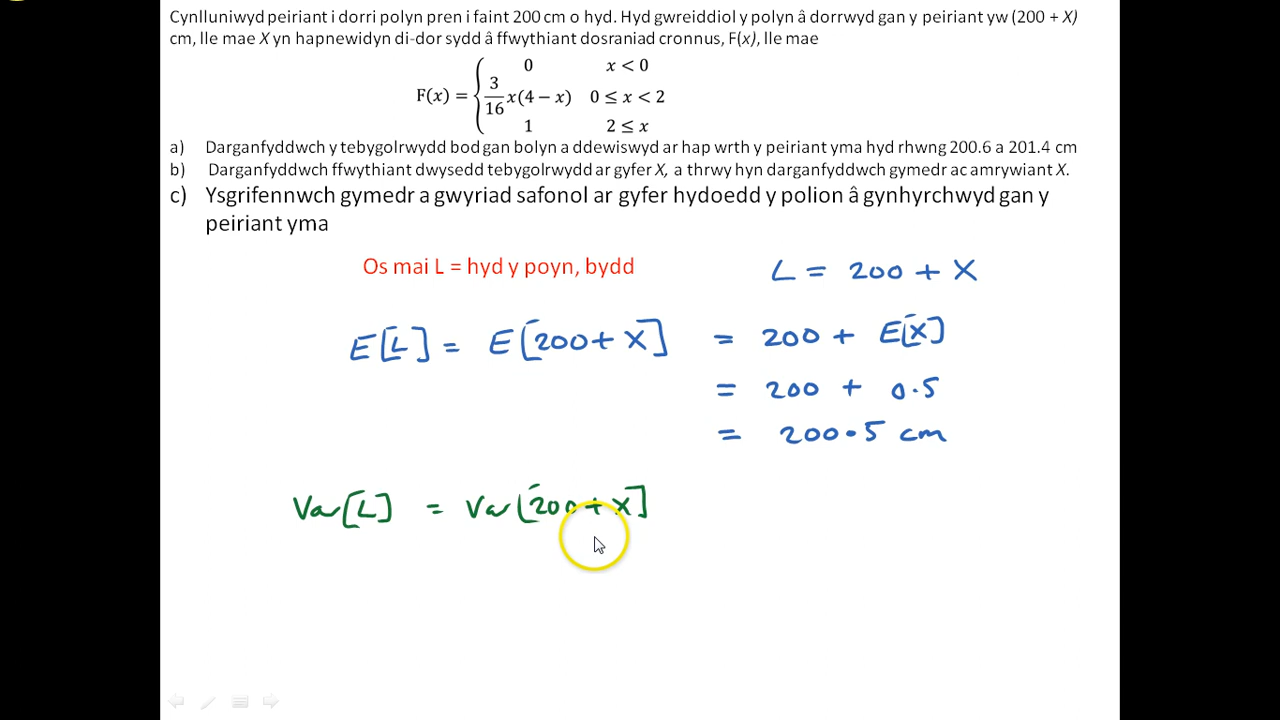 Cynlluniwyd peiriant i dorri polyn pren i faint 200 cm o hyd. Hyd gwreiddiol y polyn â dorrwyd gan y peiriant yw (200 + X)
cm, lle mae X yn hapnewidyn di-dor sydd â ffwythiant dosraniad cronnus, F(x), lle mae
0 x < 0
F(x) = { 3/16 x(4 − x) 0 ≤ x < 2
1 2 ≤ x
a) Darganfyddwch y tebygolrwydd bod gan bolyn a ddewiswyd ar hap wrth y peiriant yma hyd rhwng 200.6 a 201.4 cm
b) Darganfyddwch ffwythiant dwysedd tebygolrwydd ar gyfer X, a thrwy hyn darganfyddwch gymedr ac amrywiant X.
c) Ysgrifennwch gymedr a gwyriad safonol ar gyfer hydoedd y polion â gynhyrchwyd gan y
peiriant yma
Os mai L = hyd y poyn, bydd L = 200 + X
E[L] = E[200+ X] = 200 + E[X]
= 200 + 0.5
= 200.5 cm
Var[L] = Var[200+X]